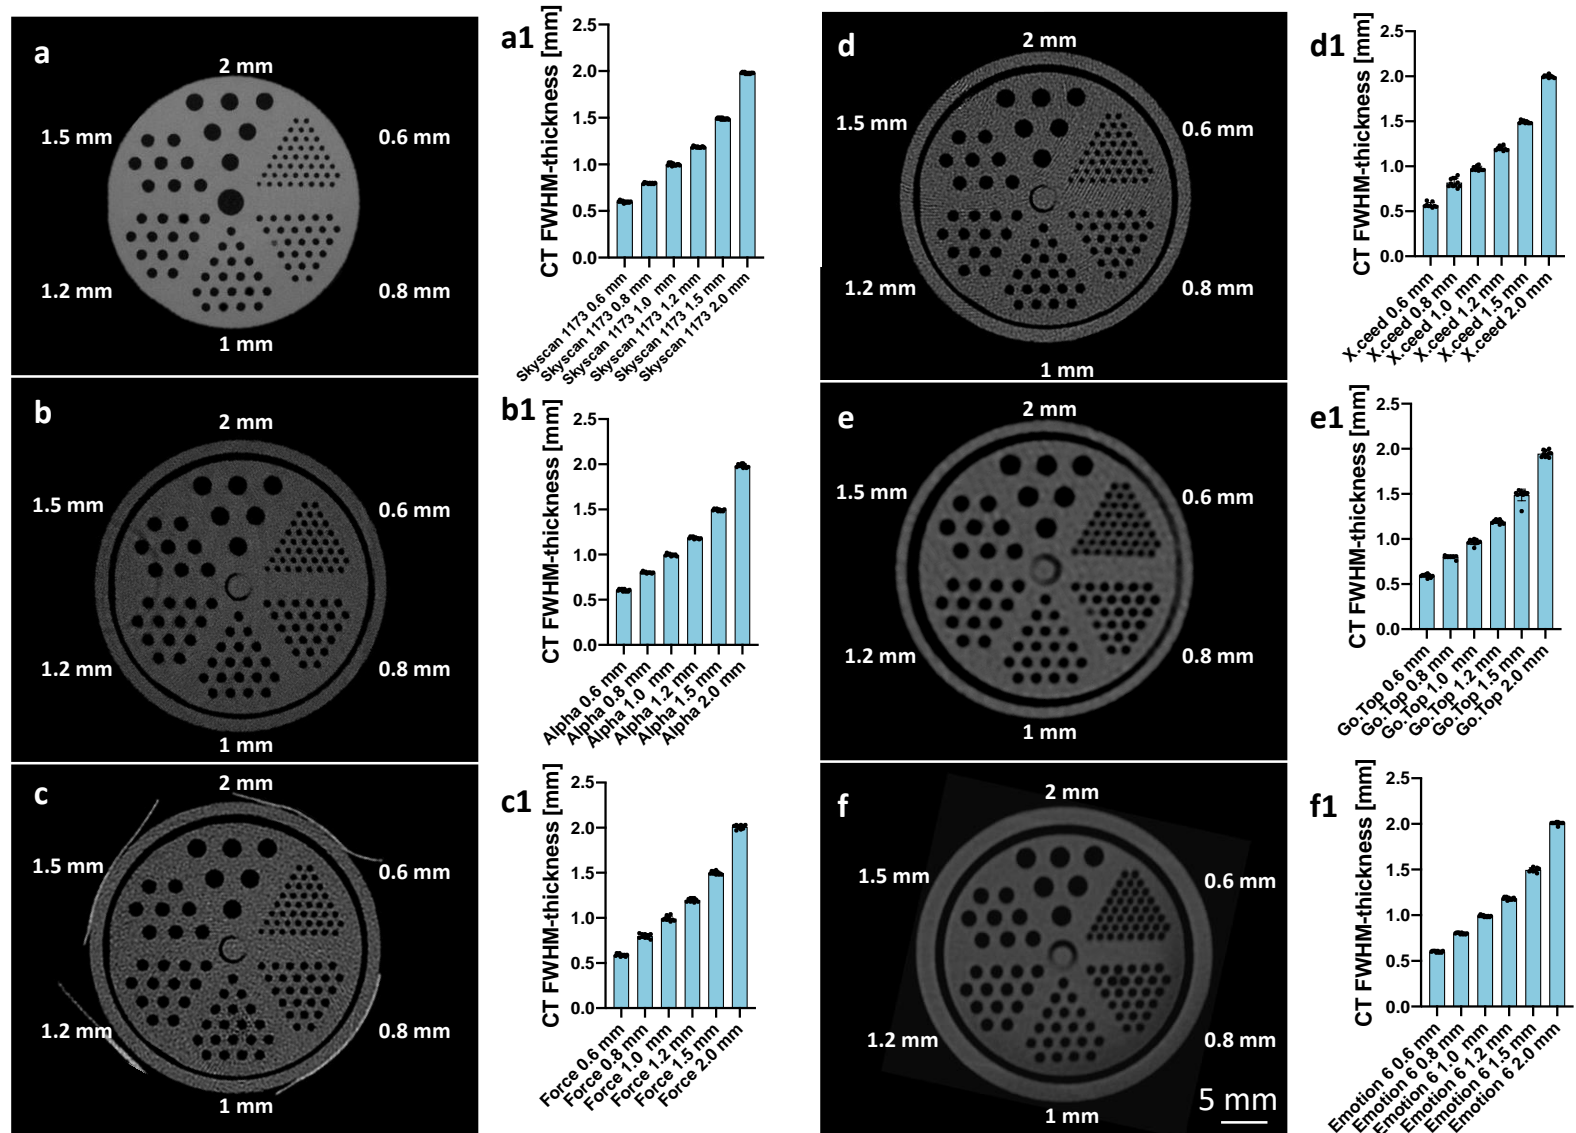 a
2 mm
1.5 mm
0.6 mm
1.2 mm
0.8 mm
1 mm
a1
CT FWHM-thickness [mm]
2.5
2.0
1.5
1.0
0.5
0.0
Skyscan 1173 0.6 mm
Skyscan 1173 0.8 mm
Skyscan 1173 1.0 mm
Skyscan 1173 1.2 mm
Skyscan 1173 1.5 mm
Skyscan 1173 2.0 mm
b
2 mm
1.5 mm
0.6 mm
1.2 mm
0.8 mm
1 mm
b1
CT FWHM-thickness [mm]
2.5
2.0
1.5
1.0
0.5
0.0
Alpha 0.6 mm
Alpha 0.8 mm
Alpha 1.0 mm
Alpha 1.2 mm
Alpha 1.5 mm
Alpha 2.0 mm
c
2 mm
1.5 mm
0.6 mm
1.2 mm
0.8 mm
1 mm
c1
CT FWHM-thickness [mm]
2.5
2.0
1.5
1.0
0.5
0.0
Force 0.6 mm
Force 0.8 mm
Force 1.0 mm
Force 1.2 mm
Force 1.5 mm
Force 2.0 mm
d
2 mm
1.5 mm
0.6 mm
1.2 mm
0.8 mm
1 mm
d1
CT FWHM-thickness [mm]
2.5
2.0
1.5
1.0
0.5
0.0
X.ceed 0.6 mm
X.ceed 0.8 mm
X.ceed 1.0 mm
X.ceed 1.2 mm
X.ceed 1.5 mm
X.ceed 2.0 mm
e
2 mm
1.5 mm
0.6 mm
1.2 mm
0.8 mm
1 mm
e1
CT FWHM-thickness [mm]
2.5
2.0
1.5
1.0
0.5
0.0
Go.Top 0.6 mm
Go.Top 0.8 mm
Go.Top 1.0 mm
Go.Top 1.2 mm
Go.Top 1.5 mm
Go.Top 2.0 mm
f
2 mm
1.5 mm
0.6 mm
1.2 mm
0.8 mm
1 mm
5 mm
f1
CT FWHM-thickness [mm]
2.5
2.0
1.5
1.0
0.5
0.0
Emotion 6 0.6 mm
Emotion 6 0.8 mm
Emotion 6 1.0 mm
Emotion 6 1.2 mm
Emotion 6 1.5 mm
Emotion 6 2.0 mm